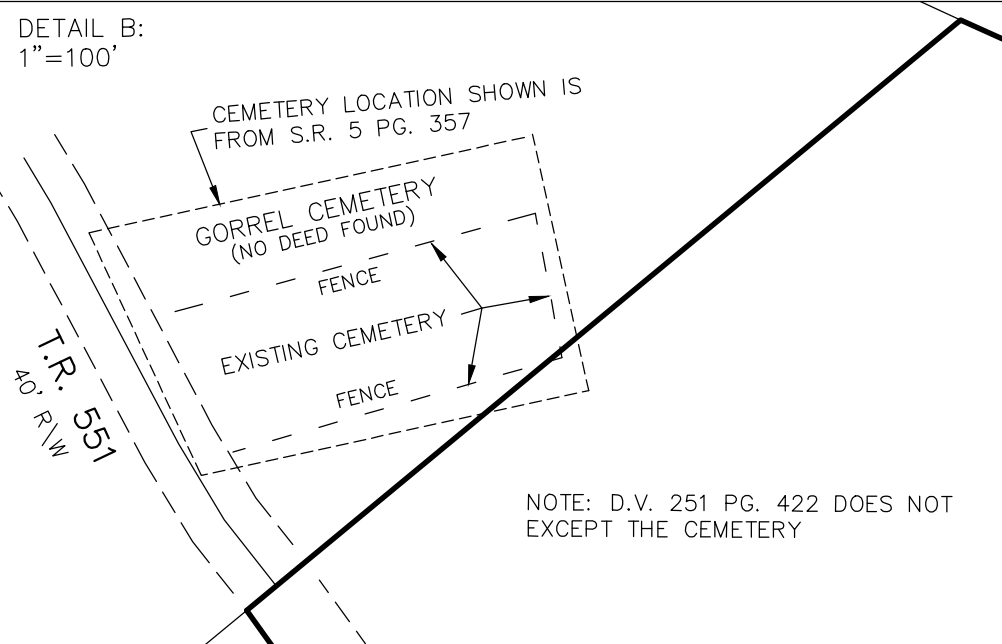 DETAIL B:
1"=100'
CEMETERY LOCATION SHOWN IS
FROM S.R. 5 PG. 357
GORREL CEMETERY
(NO DEED FOUND)
FENCE
EXISTING CEMETERY
FENCE
T.R. 551
40' R\W
NOTE: D.V. 251 PG. 422 DOES NOT
EXCEPT THE CEMETERY